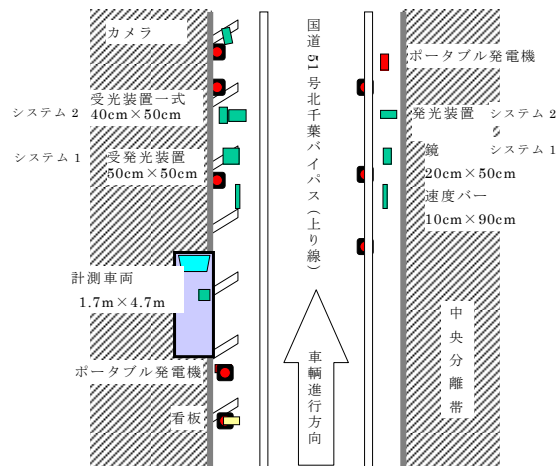 カメラ
国道51号北千葉バイパス(上り線)
ポータブル発電機
受光装置一式
システム2
40cm×50cm
発光装置
システム2
システム1
受発光装置
50cm×50cm
鏡
システム1
20cm×50cm
速度バー
10cm×90cm
計測車両
1.7m×4.7m
中央分離帯
車輌進行方向
ポータブル発電機
看板